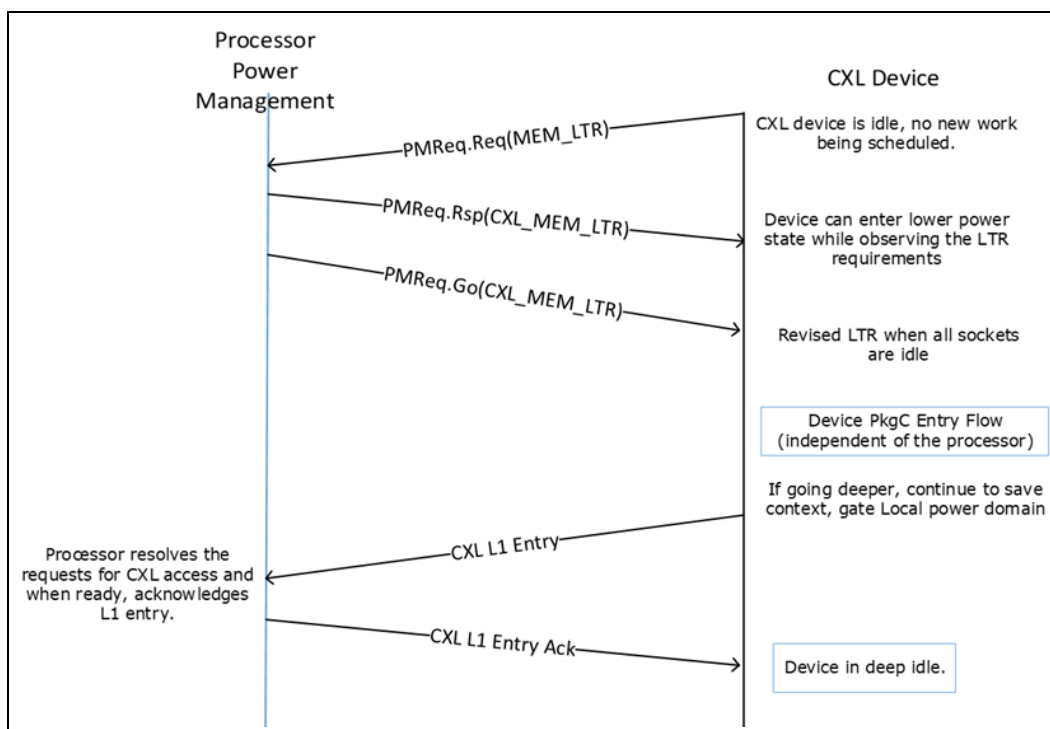 Processor
Power
Management
CXL Device
CXL device is idle, no new work
being scheduled.
PMReq.Req(MEM_LTR)
PMReq.Rsp(CXL_MEM_LTR)
Device can enter lower power
state while observing the LTR
requirements
PMReq.Go(CXL_MEM_LTR)
Revised LTR when all sockets
are idle
Device PkgC Entry Flow
(independent of the processor)
If going deeper, continue to save
context, gate Local power domain
CXL L1 Entry
Processor resolves the
requests for CXL access and
when ready, acknowledges
L1 entry.
CXL L1 Entry Ack
Device in deep idle.